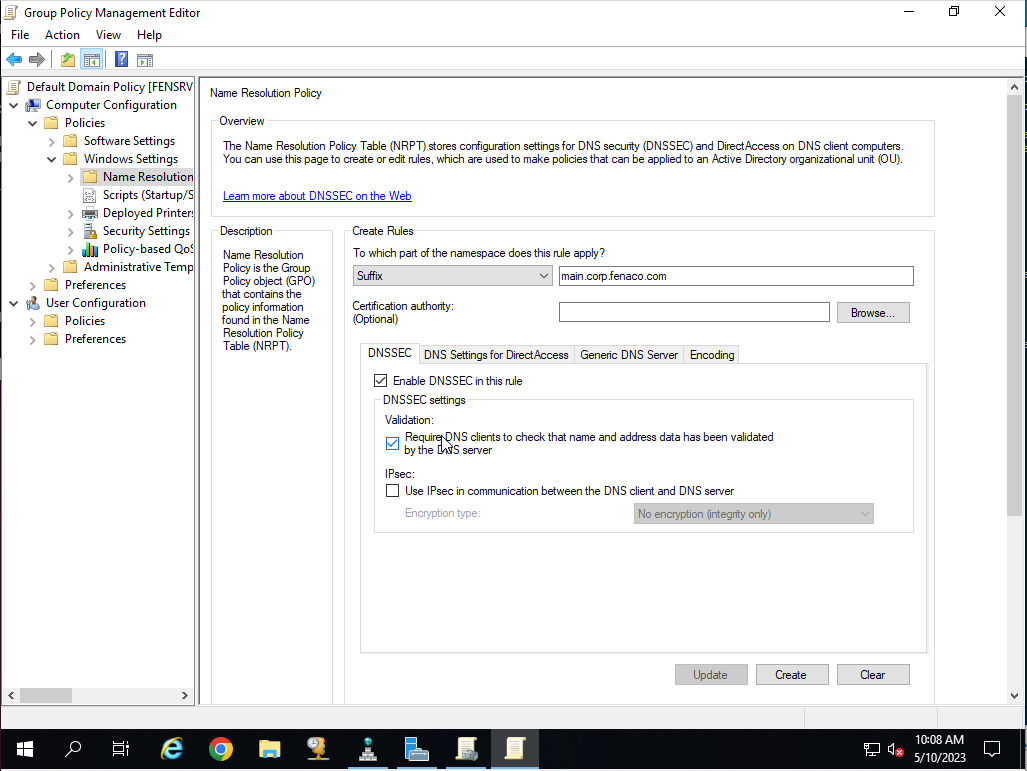 Group Policy Management Editor
File Action View Help
Default Domain Policy [FENSRV
Computer Configuration
Policies
Software Settings
Windows Settings
Name Resolution
Scripts (Startup/S
Deployed Printers
Security Settings
Policy-based QoS
Administrative Temp
Preferences
User Configuration
Policies
Preferences
Name Resolution Policy
Overview
The Name Resolution Policy Table (NRPT) stores configuration settings for DNS security (DNSSEC) and DirectAccess on DNS client computers.
You can use this page to create or edit rules, which are used to make policies that can be applied to an Active Directory organizational unit (OU).
Learn more about DNSSEC on the Web
Description
Name Resolution
Policy is the Group
Policy object (GPO)
that contains the
policy information
found in the Name
Resolution Policy
Table (NRPT).
Create Rules
To which part of the namespace does this rule apply?
Suffix main.corp.fenaco.com
Certification authority:
(Optional)
Browse...
DNSSEC DNS Settings for DirectAccess Generic DNS Server Encoding
Enable DNSSEC in this rule
DNSSEC settings
Validation:
Require DNS clients to check that name and address data has been validated
by the DNS server
IPsec:
Use IPsec in communication between the DNS client and DNS server
Encryption type: No encryption (integrity only)
Update Create Clear
10:08 AM
5/10/2023